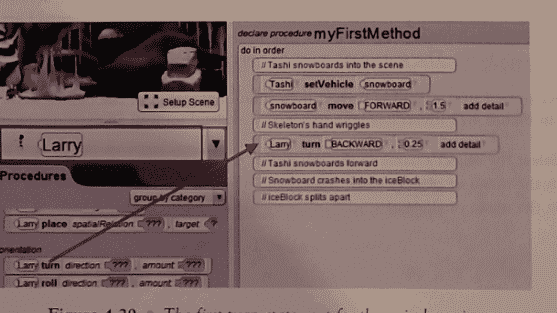 declare procedure myFirstMethod
do in order
// Tashi snowboards into the scene
Tashi setVehicle snowboard
snowboard move FORWARD , 1.5 add detail
// Skeleton's hand wriggles
Larry turn BACKWARD , 0.25 add detail
// Tashi snowboards forward
// Snowboard crashes into the iceBlock
// iceBlock splits apart
Setup Scene
Larry
Procedures
group by category
Larry place spatialRelation ??? , target ?
orientation
Larry turn direction ??? , amount ???
Larry roll direction ??? , amount ???